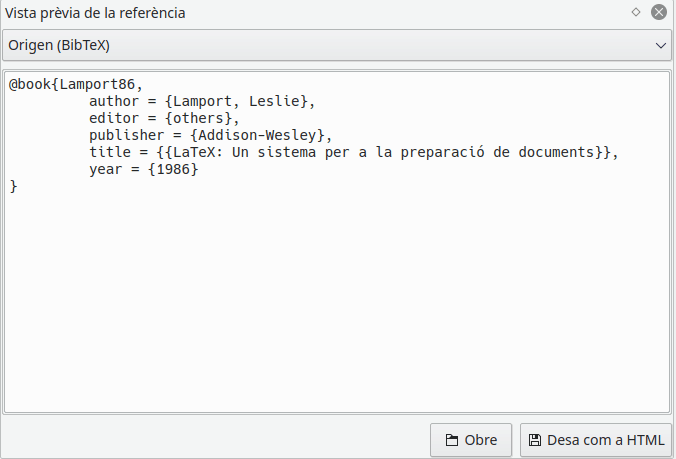 Vista prèvia de la referència
Origen (BibTeX)
@book{Lamport86,
author = {Lamport, Leslie},
editor = {others},
publisher = {Addison-Wesley},
title = {{LaTeX: Un sistema per a la preparació de documents}},
year = {1986}
}
Obre
Desa com a HTML